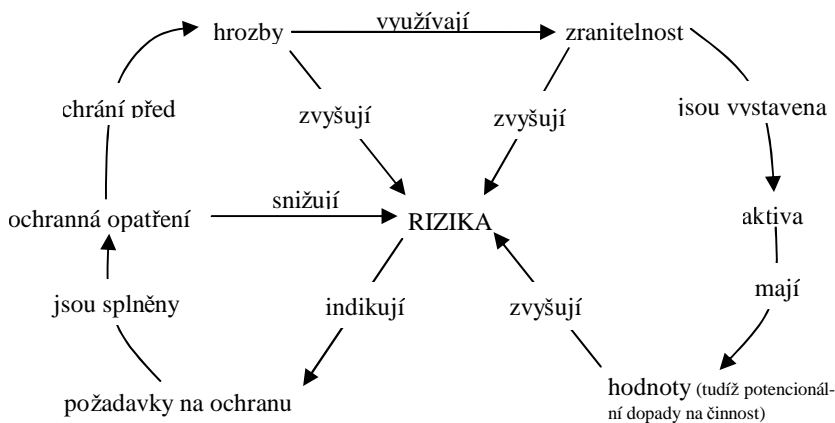 hrozby
využívají
zranitelnost
chrání před
zvyšují
zvyšují
jsou vystavena
snižují
ochranná opatření
RIZIKA
aktiva
jsou splněny
indikují
zvyšují
mají
požadavky na ochranu
hodnoty (tudíž potencionál-
ní dopady na činnost)